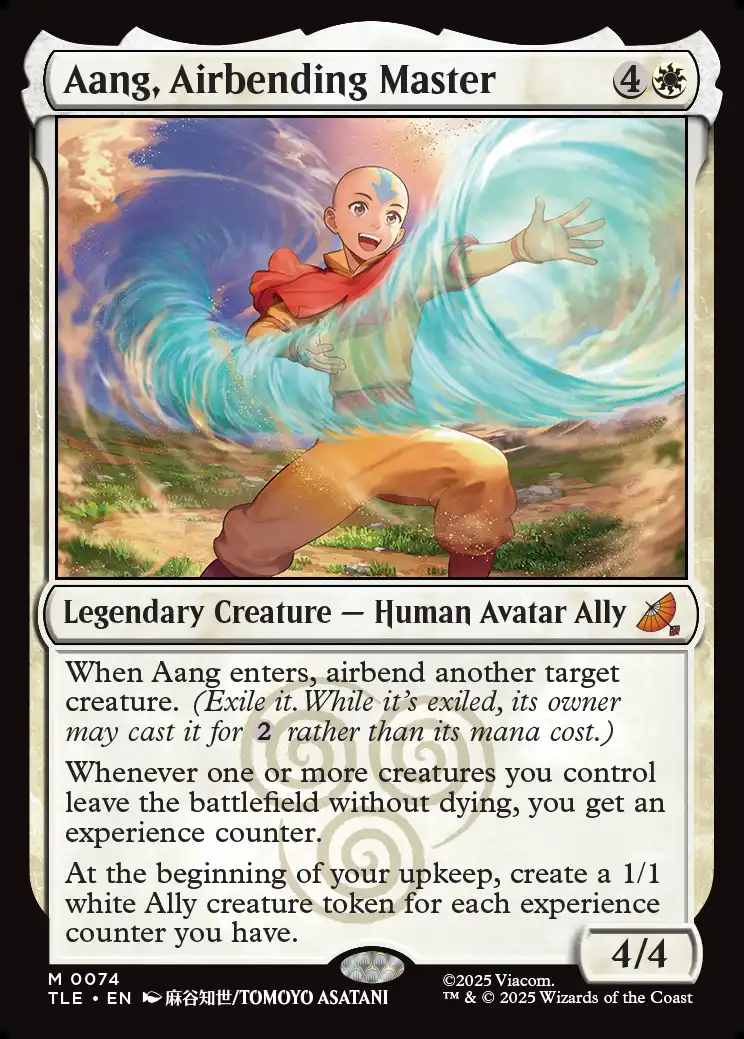 Aang, Airbending Master 4
Legendary Creature — Human Avatar Ally
When Aang enters, airbend another target
creature. (Exile it. While it's exiled, its owner
may cast it for 2 rather than its mana cost.)
Whenever one or more creatures you control
leave the battlefield without dying, you get an
experience counter.
At the beginning of your upkeep, create a 1/1
white Ally creature token for each experience
counter you have.
4/4
M 0074
TLE • EN 麻谷知世/TOMOYO ASATANI
©2025 Viacom.
™ & © 2025 Wizards of the Coast